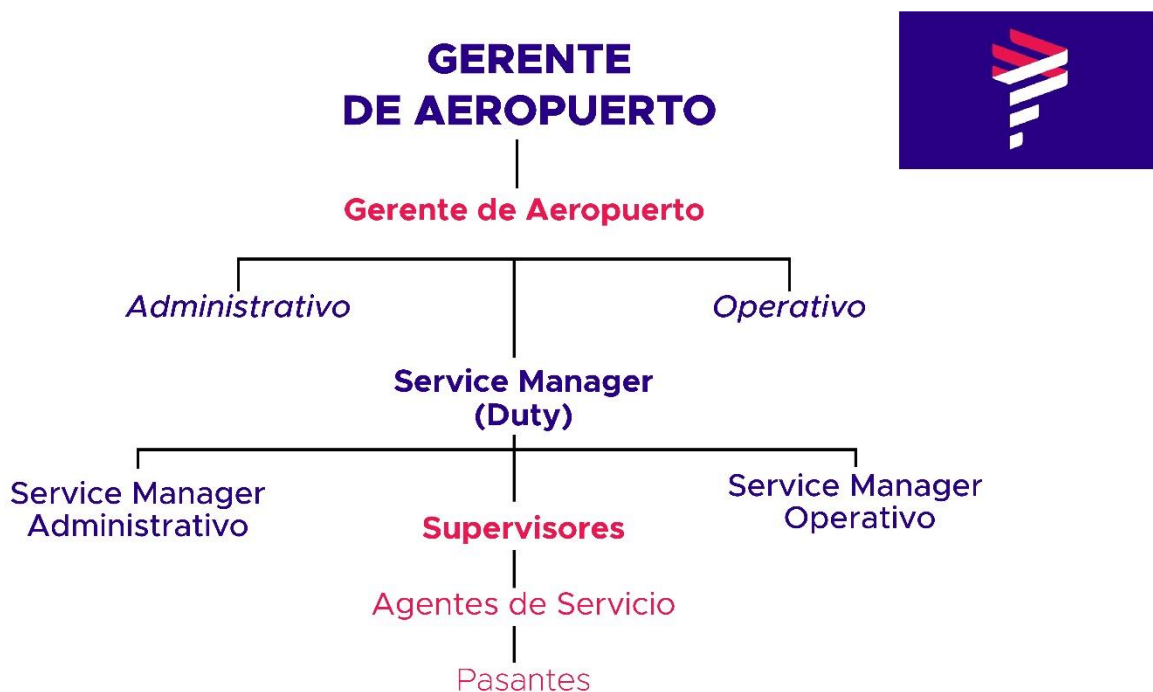 GERENTE
DE AEROPUERTO
Gerente de Aeropuerto
Administrativo
Operativo
Service Manager
(Duty)
Service Manager
Administrativo
Service Manager
Operativo
Supervisores
Agentes de Servicio
Pasantes